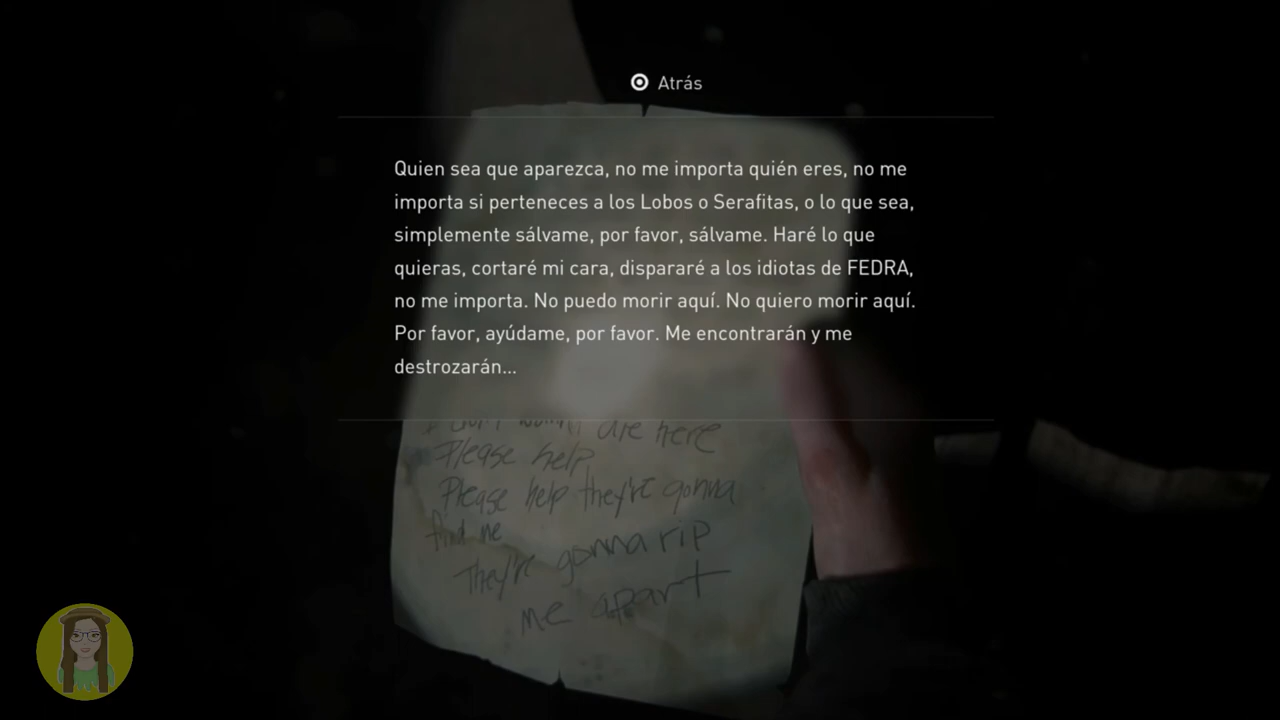 Atrás
Quien sea que aparezca, no me importa quién eres, no me
importa si perteneces a los Lobos o Serafitas, o lo que sea,
simplemente sálvame, por favor, sálvame. Haré lo que
quieras, cortaré mi cara, dispararé a los idiotas de FEDRA,
no me importa. No puedo morir aquí. No quiero morir aquí.
Por favor, ayúdame, por favor. Me encontrarán y me
destrozarán...
here
Please help
Please help they're gonna
find me
They're gonna rip
me apart